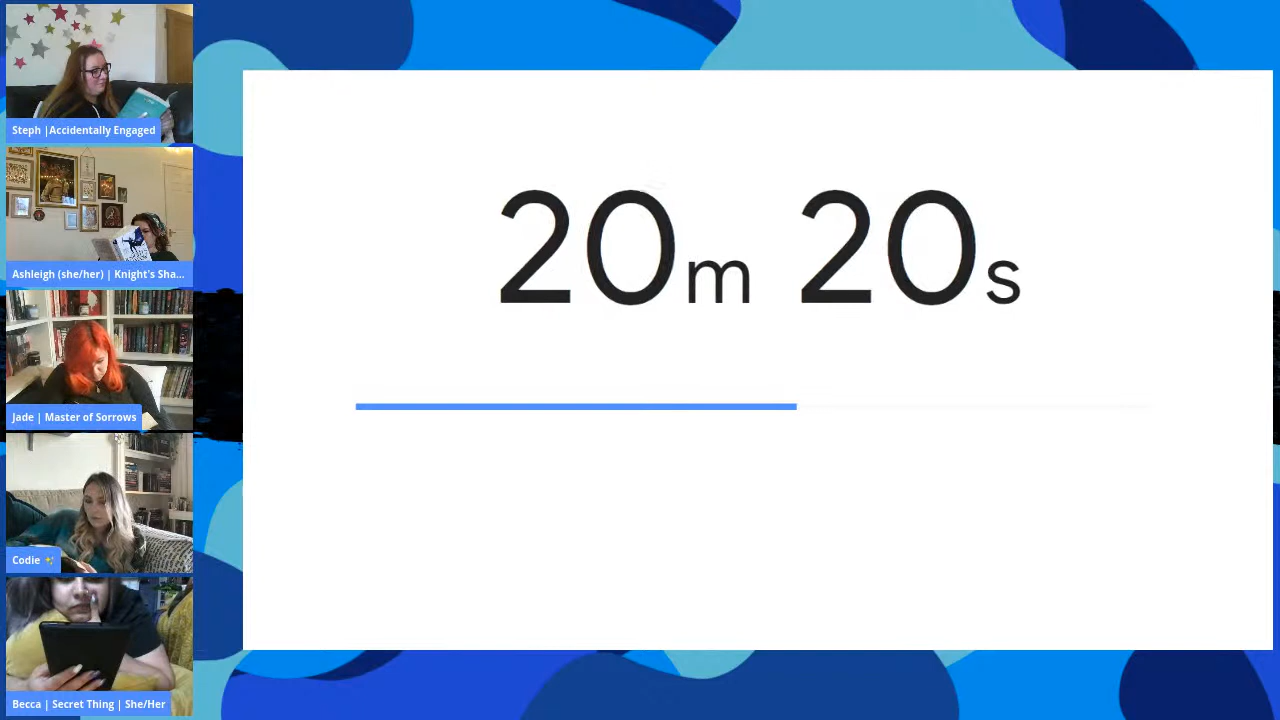 Steph |Accidentally Engaged
Ashleigh (she/her) | Knight's Sha...
Jade | Master of Sorrows
Codie ✨
Becca | Secret Thing | She/Her
20m 20s